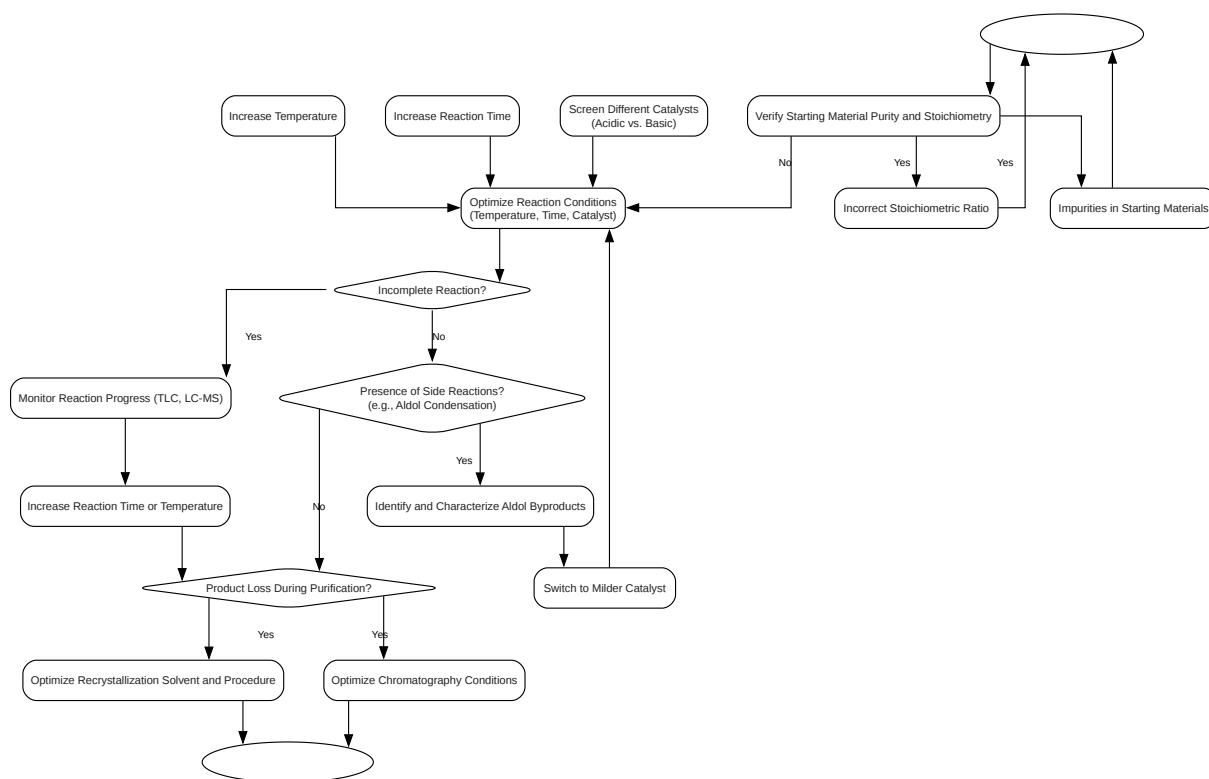 Increase Temperature
Increase Reaction Time
Screen Different Catalysts
(Acidic vs. Basic)
Verify Starting Material Purity and Stoichiometry
No
Yes
Yes
Optimize Reaction Conditions
(Temperature, Time, Catalyst)
Incorrect Stoichiometric Ratio
Impurities in Starting Materials
Incomplete Reaction?
Yes
No
Monitor Reaction Progress (TLC, LC-MS)
Presence of Side Reactions?
(e.g., Aldol Condensation)
Yes
Increase Reaction Time or Temperature
No
Identify and Characterize Aldol Byproducts
Product Loss During Purification?
Switch to Milder Catalyst
Yes
Yes
Optimize Recrystallization Solvent and Procedure
Optimize Chromatography Conditions